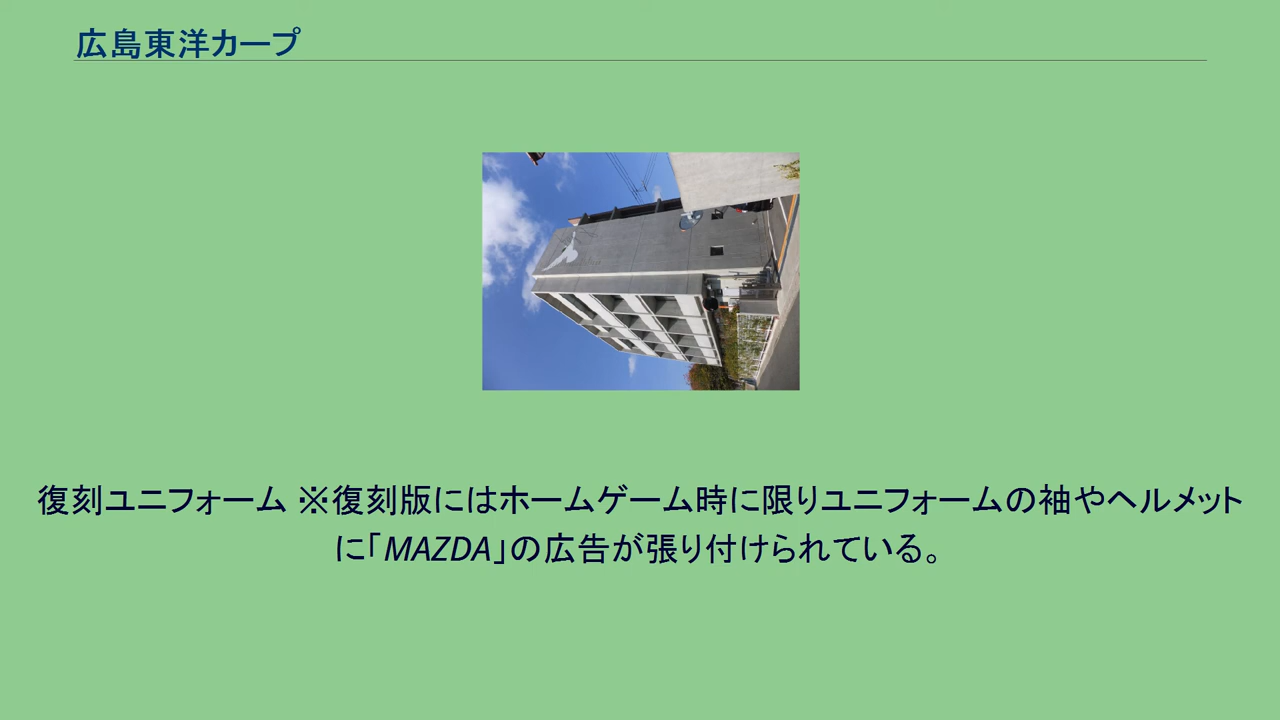 広島東洋カープ
復刻ユニフォーム ※復刻版にはホームゲーム時に限りユニフォームの袖やヘルメット
に「MAZDA」の広告が張り付けられている。